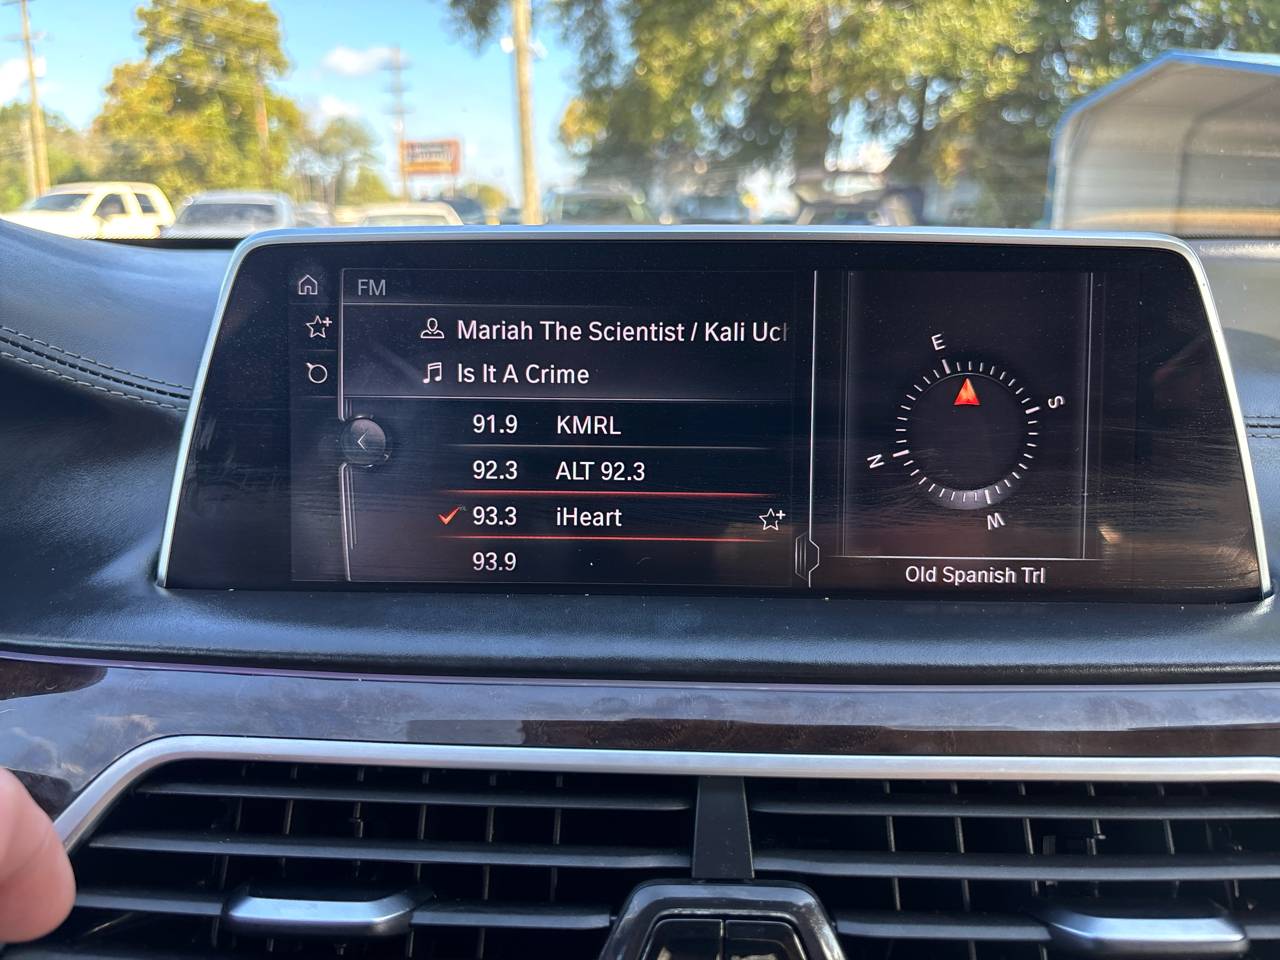 FM
Mariah The Scientist / Kali Uch
Is It A Crime
91.9 KMRL
92.3 ALT 92.3
93.3 iHeart
93.9
E
S
N
W
Old Spanish Trl